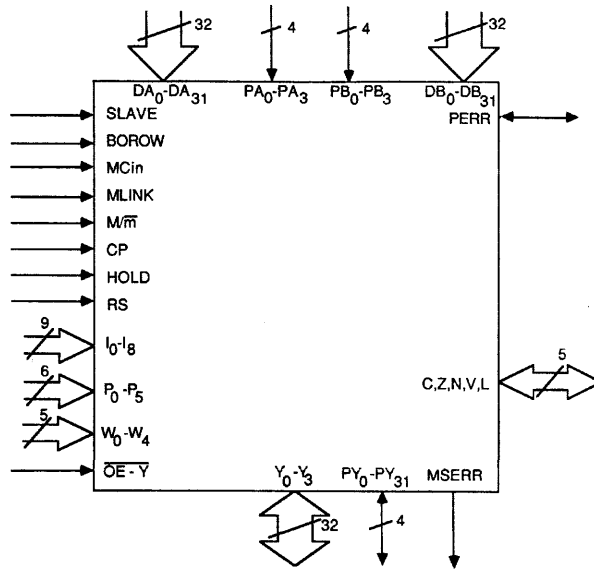 32 4 4 32
DA₀-DA₃₁ PA₀-PA₃ PB₀-PB₃ DB₀-DB₃₁
SLAVE PERR
BOROW
MCin
MLINK
M/m̅
CP
HOLD
RS
9
I₀-I₈
5
6
P₀-P₅ C,Z,N,V,L
5
W₀-W₄
O̅E̅ ̅-̅ ̅Y̅ Y₀-Y₃ PY₀-PY₃₁ MSERR
32 4